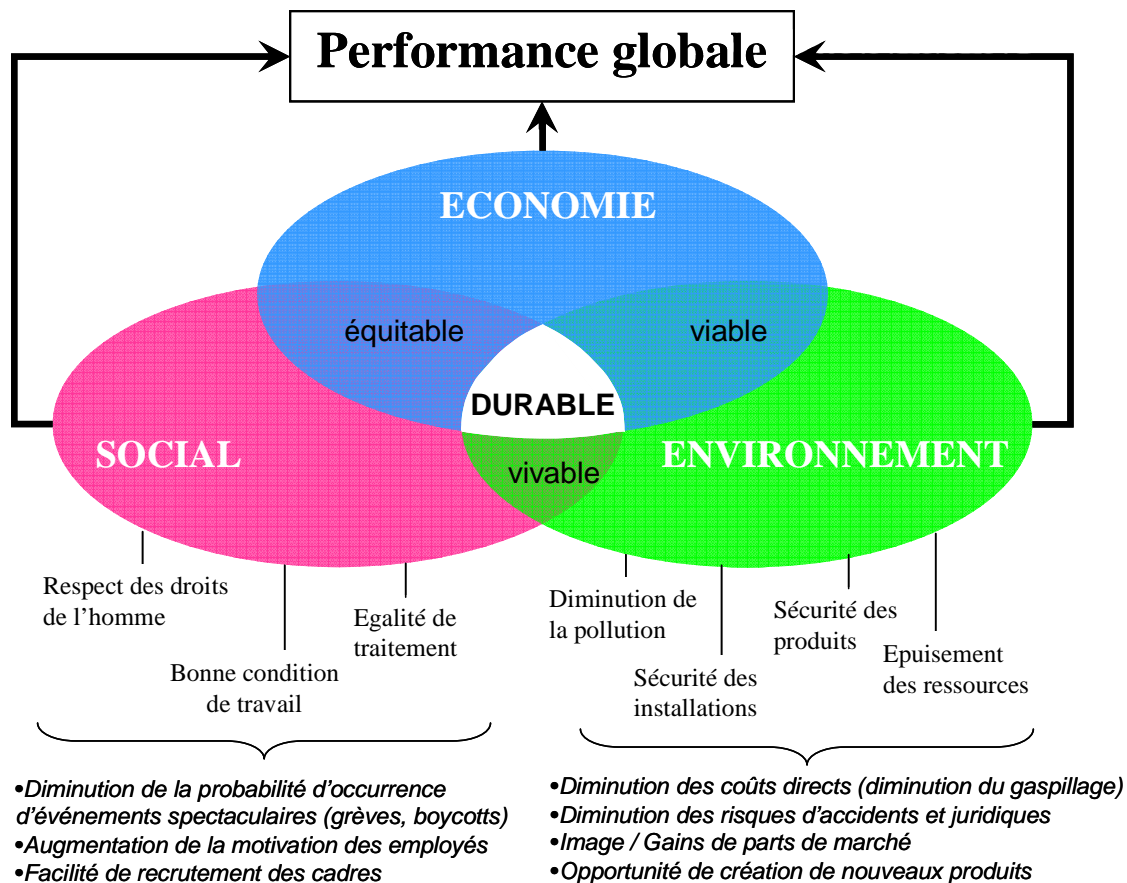 Performance globale
ECONOMIE
équitable
viable
DURABLE
SOCIAL
ENVIRONNEMENT
vivable
Respect des droits
de l'homme
Bonne condition
de travail
Egalité de
traitement
Diminution de
la pollution
Sécurité des
installations
Sécurité des
produits
Epuisement
des ressources
•Diminution de la probabilité d'occurrence
d'événements spectaculaires (grèves, boycotts)
•Augmentation de la motivation des employés
•Facilité de recrutement des cadres
•Diminution des coûts directs (diminution du gaspillage)
•Diminution des risques d'accidents et juridiques
•Image / Gains de parts de marché
•Opportunité de création de nouveaux produits